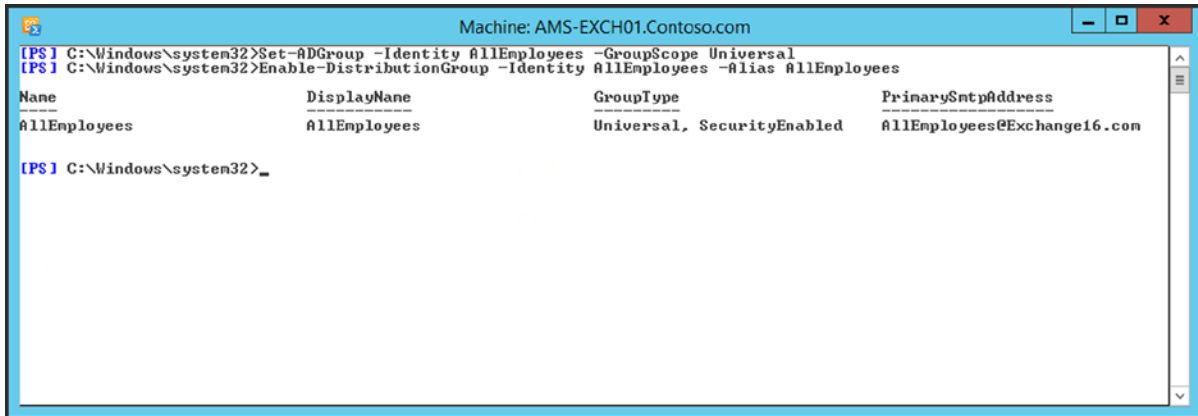 Machine: AMS-EXCH01.Contoso.com
[PS] C:\Windows\system32>Set-ADGroup -Identity AllEmployees -GroupScope Universal
[PS] C:\Windows\system32>Enable-DistributionGroup -Identity AllEmployees -Alias AllEmployees
Name DisplayName GroupType PrimarySmtpAddress
---- ----------- --------- ------------------
AllEmployees AllEmployees Universal, SecurityEnabled AllEmployees@Exchange16.com
[PS] C:\Windows\system32>_